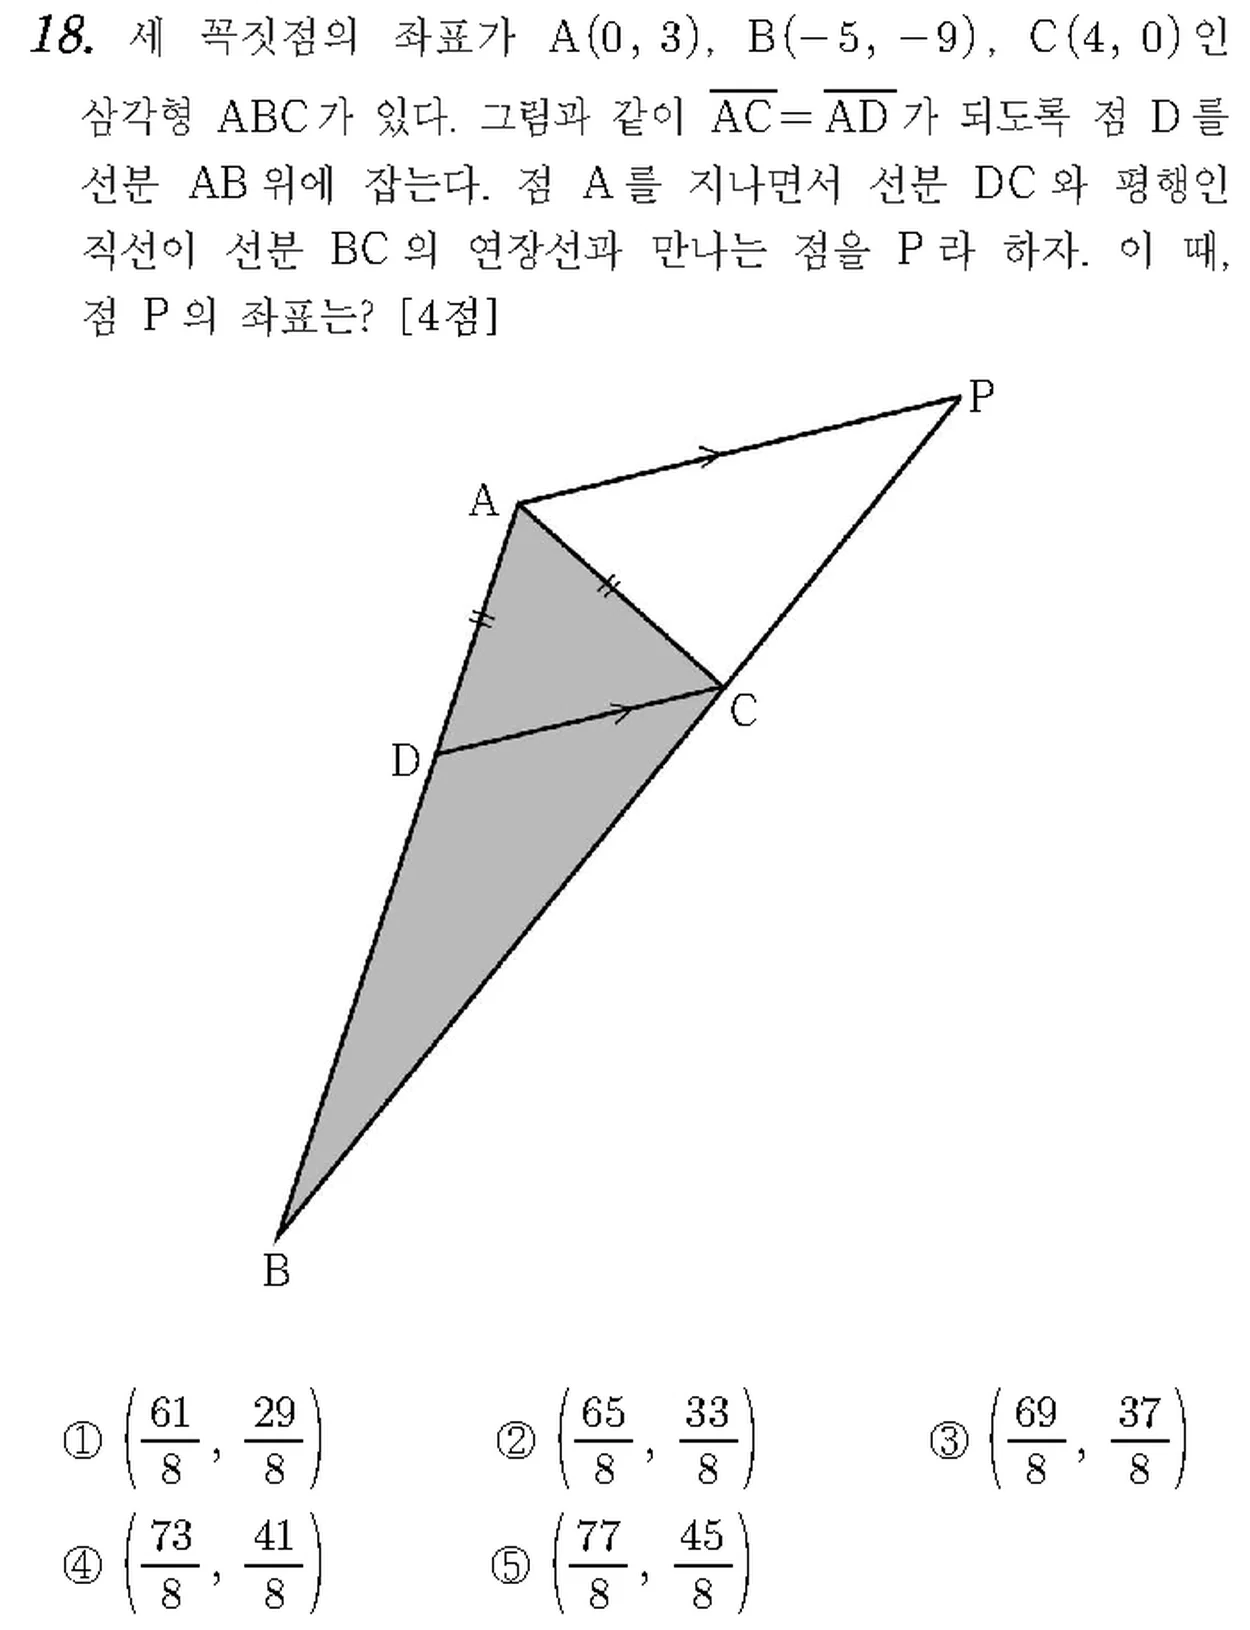 18. 세 꼭짓점의 좌표가 A(0, 3), B(−5, −9), C(4, 0)인
삼각형 ABC가 있다. 그림과 같이 \overline{AC}=\overline{AD}가 되도록 점 D를
선분 AB 위에 잡는다. 점 A를 지나면서 선분 DC와 평행인
직선이 선분 BC의 연장선과 만나는 점을 P라 하자. 이 때,
점 P의 좌표는? [4점]
P
A
C
D
B
① (61/8, 29/8) ② (65/8, 33/8) ③ (69/8, 37/8)
④ (73/8, 41/8) ⑤ (77/8, 45/8)